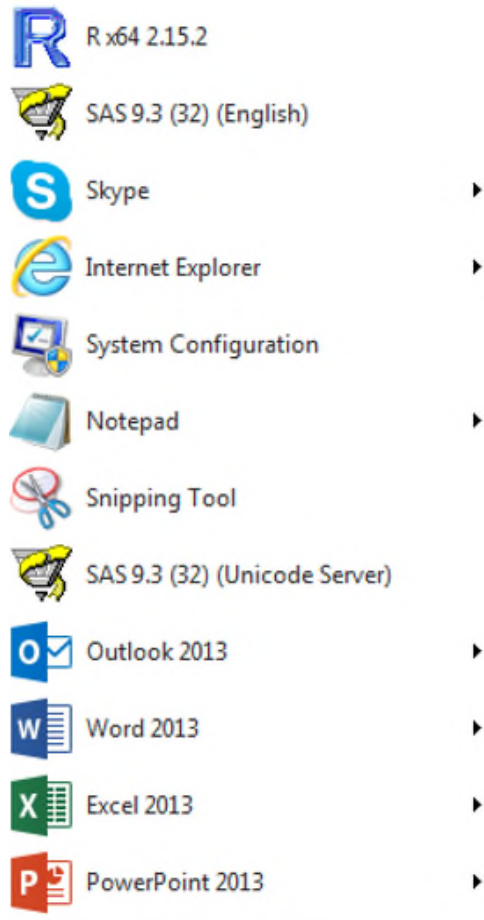 R x64 2.15.2
SAS 9.3 (32) (English)
Skype
Internet Explorer
System Configuration
Notepad
Snipping Tool
SAS 9.3 (32) (Unicode Server)
Outlook 2013
Word 2013
Excel 2013
PowerPoint 2013